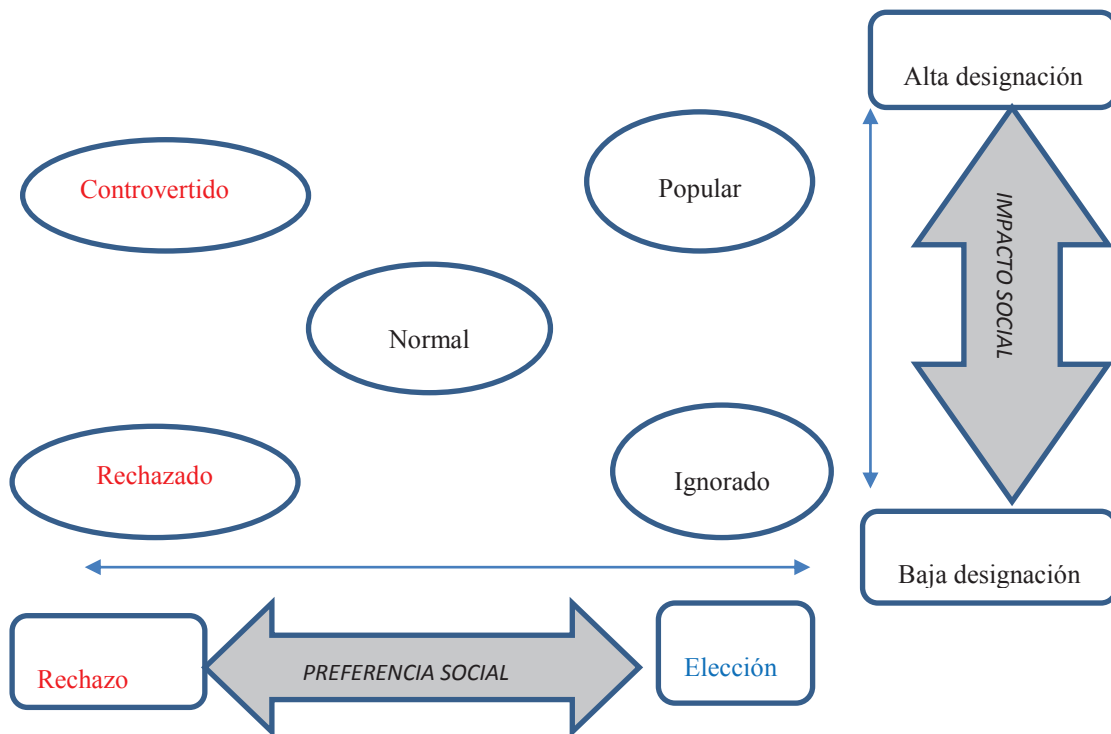 Alta designación
Controvertido
Popular
IMPACTO SOCIAL
Normal
Rechazado
Ignorado
Baja designación
Rechazo
PREFERENCIA SOCIAL
Elección